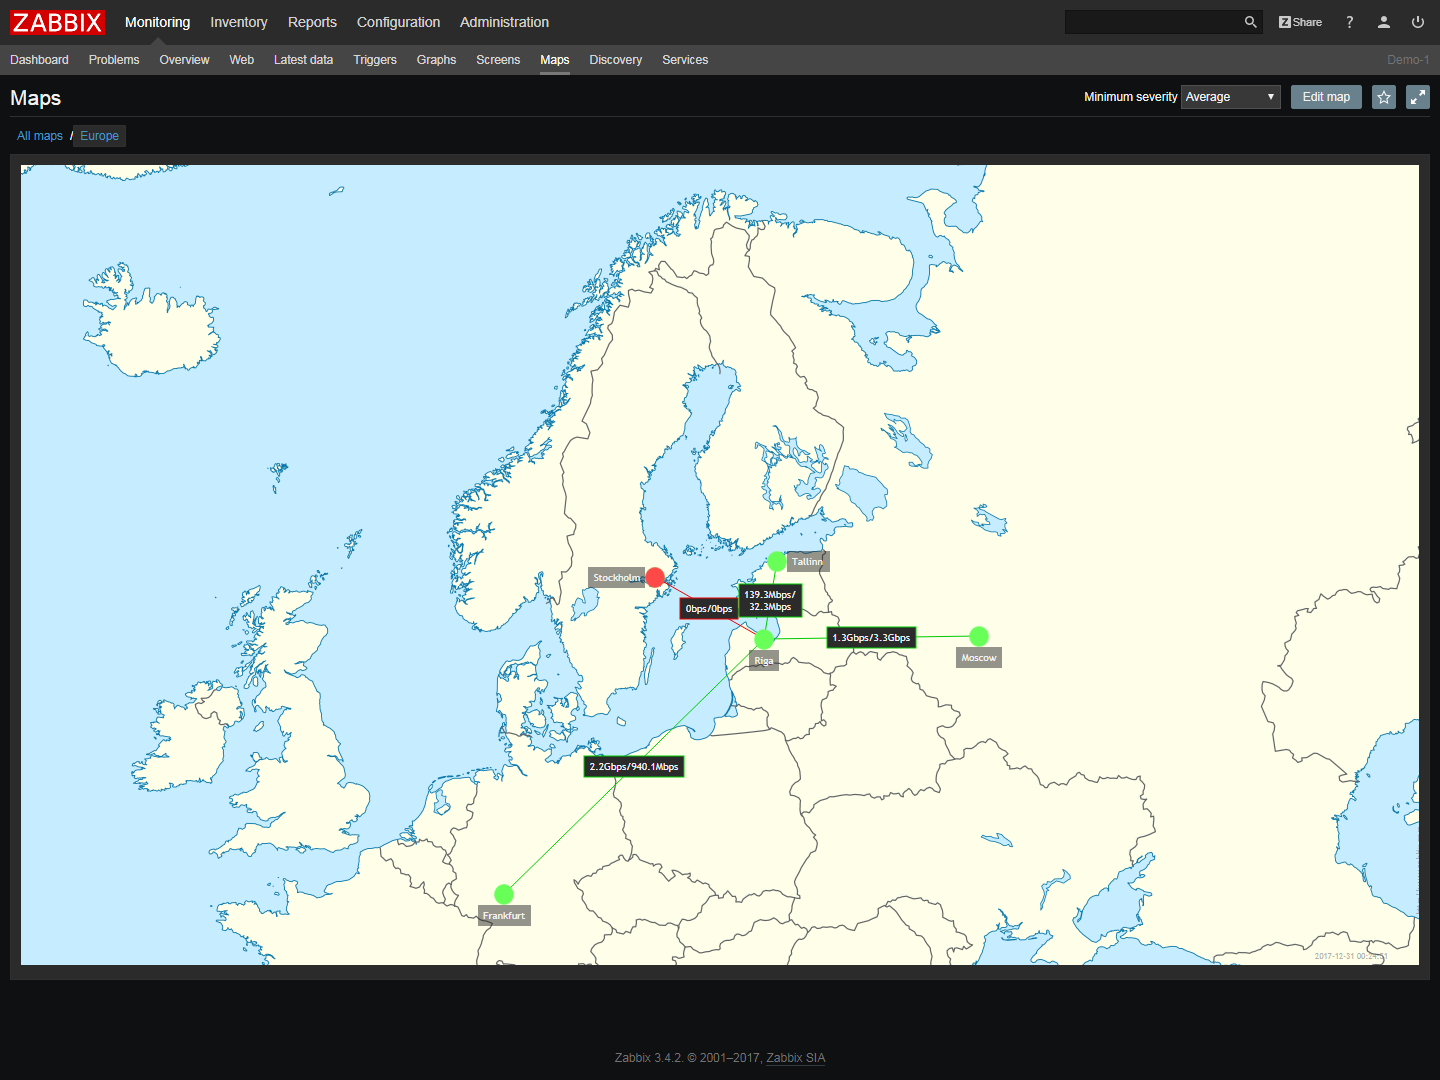 ZABBIX Monitoring Inventory Reports Configuration Administration Z Share ?
Dashboard Problems Overview Web Latest data Triggers Graphs Screens Maps Discovery Services Demo-1
Maps Minimum severity Average Edit map
All maps / Europe
Tallinn
Stockholm
139.3Mbps/
32.3Mbps
0bps/0bps
1.3Gbps/3.3Gbps
Riga
Moscow
2.2Gbps/940.1Mbps
Frankfurt
2017-12-31 00:24:51
Zabbix 3.4.2. © 2001–2017, Zabbix SIA